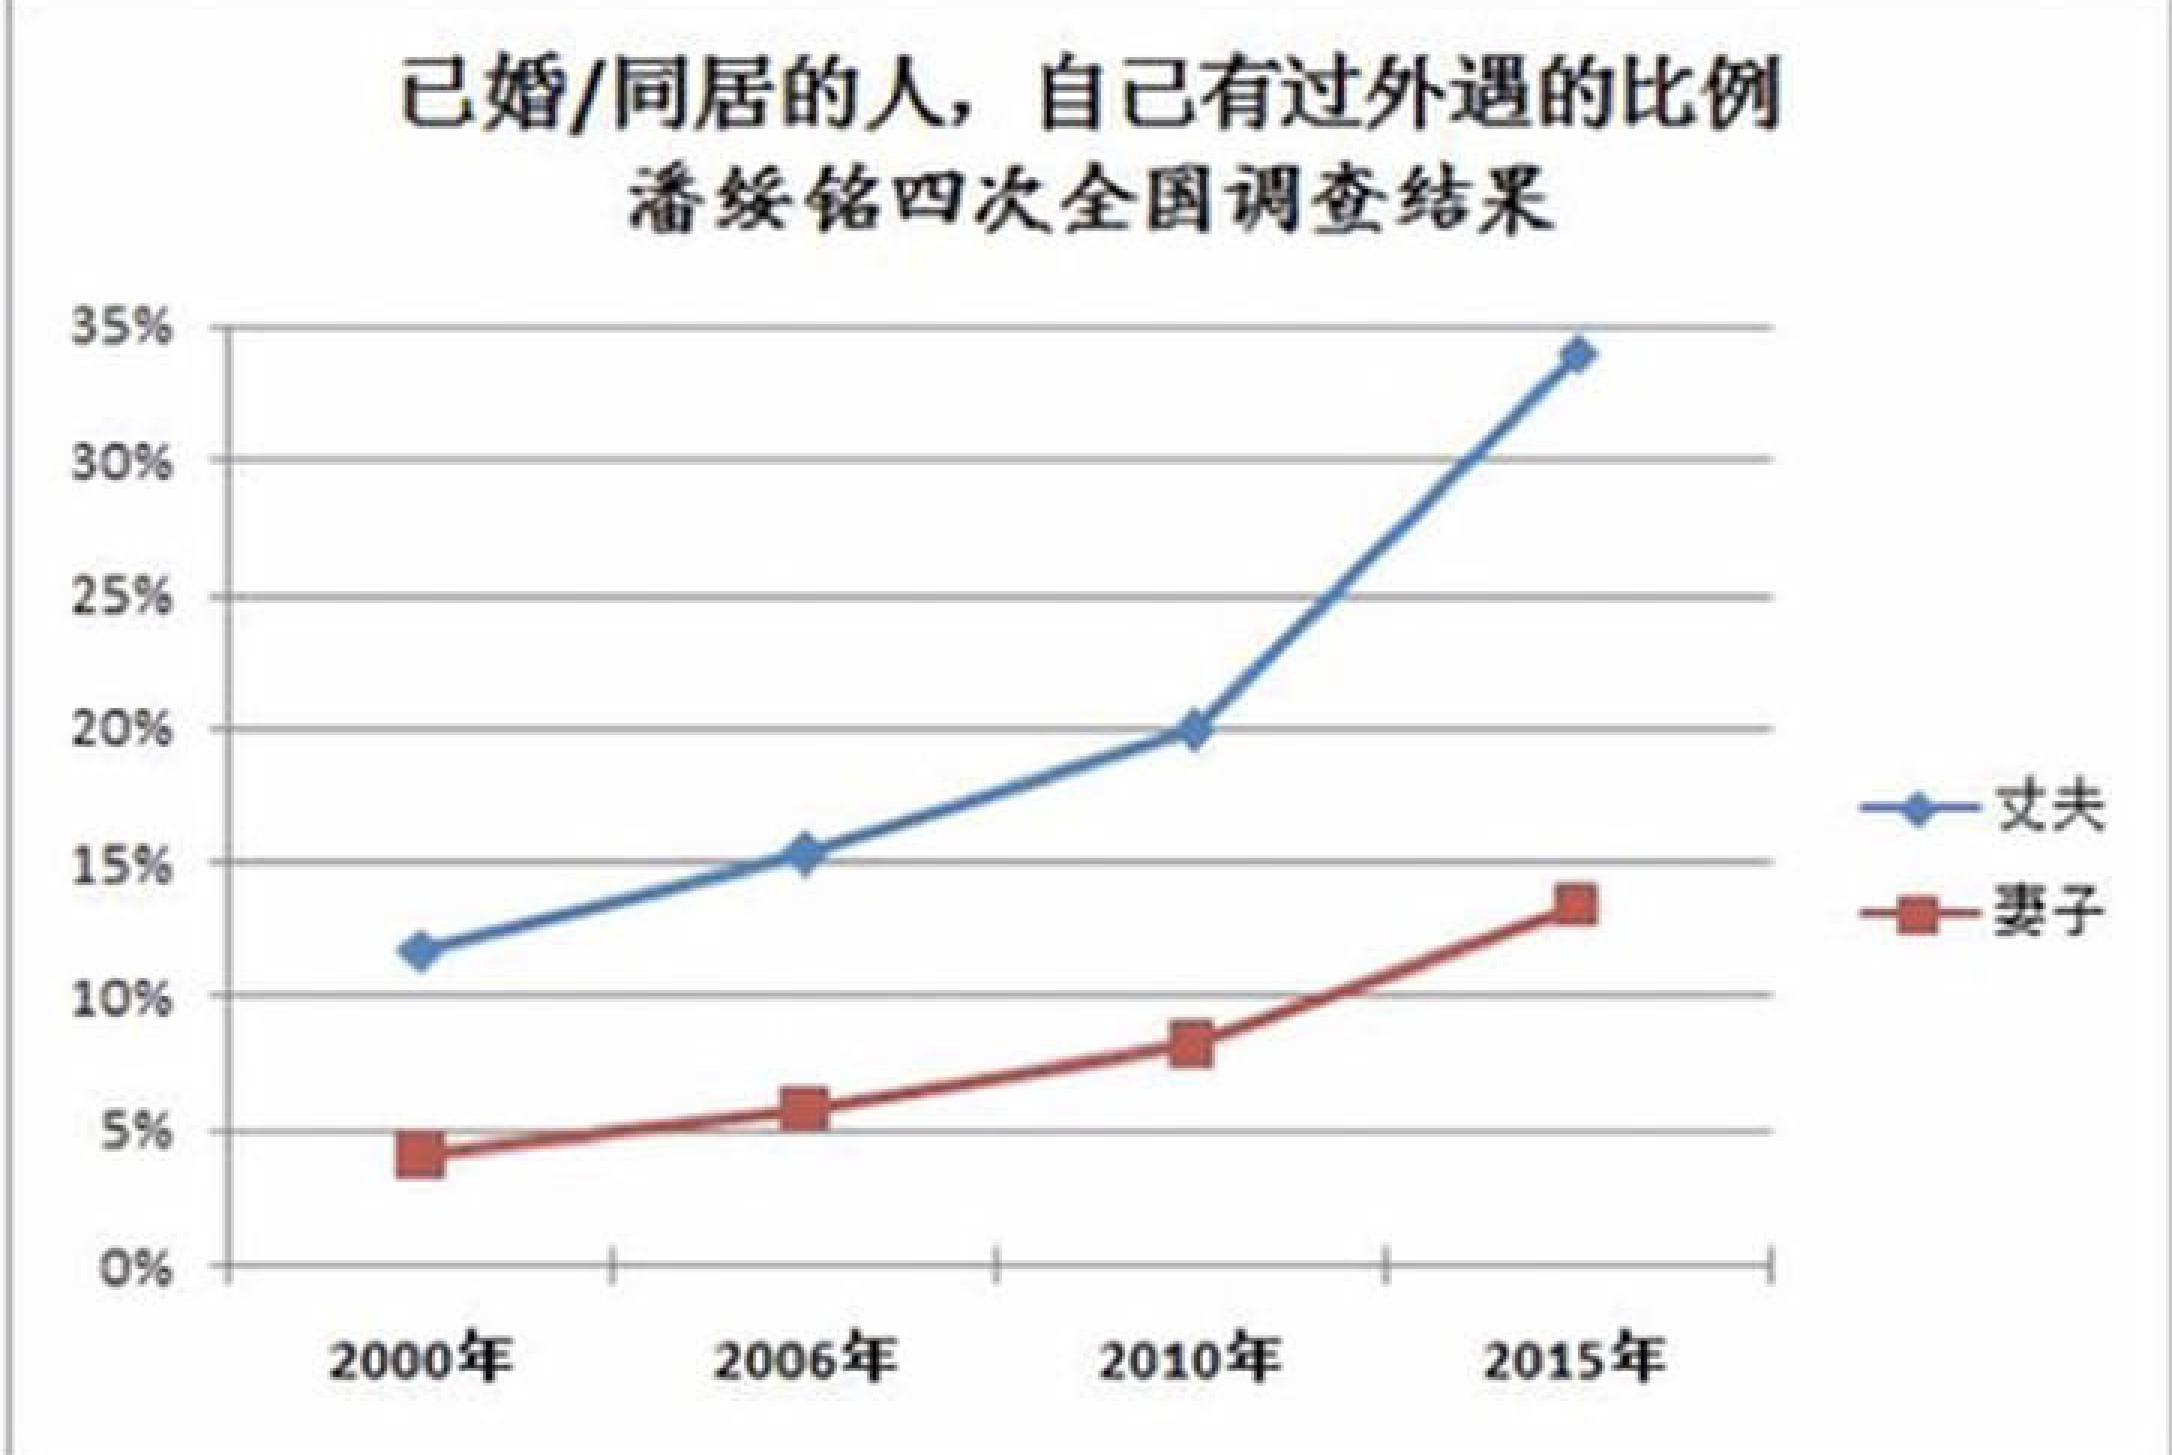 已婚/同居的人，自己有过外遇的比例
潘绥铭四次全国调查结果
35%
30%
25%
20%
15%
10%
5%
0%
2000年
2006年
2010年
2015年
丈夫
妻子